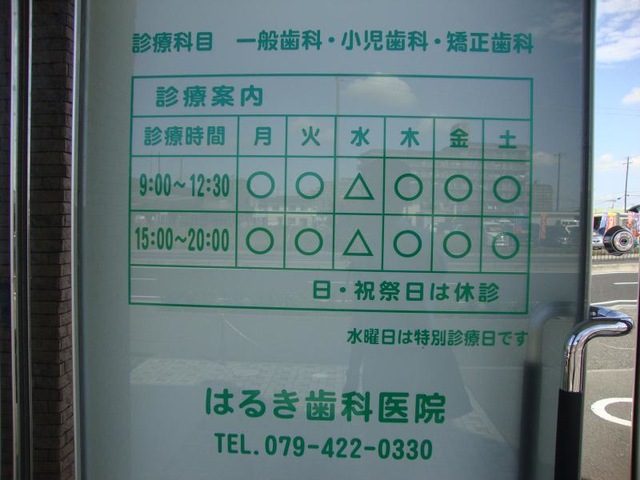 診療科目 一般歯科・小児歯科・矯正歯科
診療案内
診療時間 月 火 水 木 金 土
9:00～12:30 ○ ○ △ ○ ○ ○
15:00～20:00 ○ ○ △ ○ ○ ○
日・祝祭日は休診
水曜日は特別診療日です
はるき歯科医院
TEL.079-422-0330